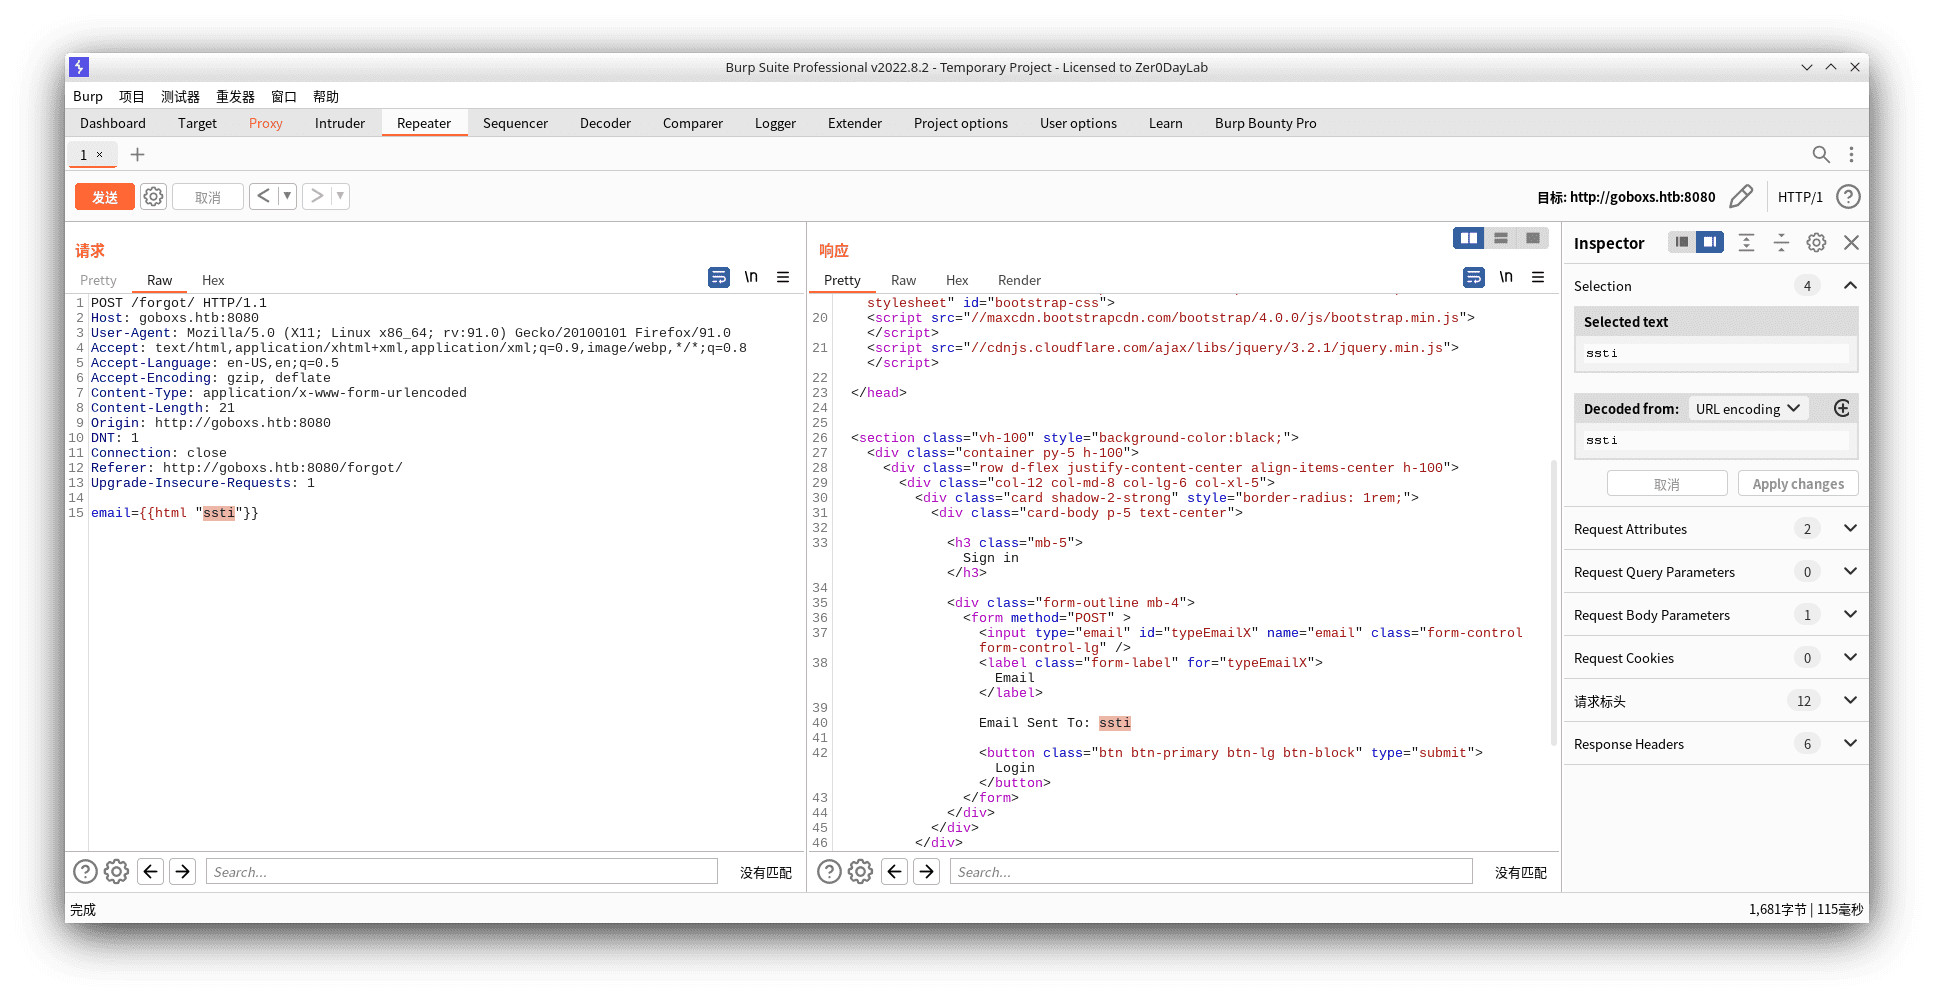 Burp Suite Professional v2022.8.2 - Temporary Project - Licensed to Zer0DayLab
Burp 项目 测试器 重发器 窗口 帮助
Dashboard Target Proxy Intruder Repeater Sequencer Decoder Comparer Logger Extender Project options User options Learn Burp Bounty Pro
1 ×
发送 取消 < > 目标: http://goboxs.htb:8080 HTTP/1
请求
Pretty Raw Hex \n
1 POST /forgot/ HTTP/1.1
2 Host: goboxs.htb:8080
3 User-Agent: Mozilla/5.0 (X11; Linux x86_64; rv:91.0) Gecko/20100101 Firefox/91.0
4 Accept: text/html,application/xhtml+xml,application/xml;q=0.9,image/webp,*/*;q=0.8
5 Accept-Language: en-US,en;q=0.5
6 Accept-Encoding: gzip, deflate
7 Content-Type: application/x-www-form-urlencoded
8 Content-Length: 21
9 Origin: http://goboxs.htb:8080
10 DNT: 1
11 Connection: close
12 Referer: http://goboxs.htb:8080/forgot/
13 Upgrade-Insecure-Requests: 1
14
15 email={{html "ssti"}}
Search...
没有匹配
响应
Pretty Raw Hex Render \n
stylesheet" id="bootstrap-css">
20 <script src="//maxcdn.bootstrapcdn.com/bootstrap/4.0.0/js/bootstrap.min.js">
</script>
21 <script src="//cdnjs.cloudflare.com/ajax/libs/jquery/3.2.1/jquery.min.js">
</script>
22
23 </head>
24
25
26 <section class="vh-100" style="background-color:black;">
27 <div class="container py-5 h-100">
28 <div class="row d-flex justify-content-center align-items-center h-100">
29 <div class="col-12 col-md-8 col-lg-6 col-xl-5">
30 <div class="card shadow-2-strong" style="border-radius: 1rem;">
31 <div class="card-body p-5 text-center">
32
33 <h3 class="mb-5">
Sign in
</h3>
34
35 <div class="form-outline mb-4">
36 <form method="POST" >
37 <input type="email" id="typeEmailX" name="email" class="form-control
form-control-lg" />
38 <label class="form-label" for="typeEmailX">
Email
</label>
39
40 Email Sent To: ssti
41
42 <button class="btn btn-primary btn-lg btn-block" type="submit">
Login
</button>
43 </form>
44 </div>
45 </div>
46 </div>
Search...
没有匹配
Inspector
Selection 4
Selected text
ssti
Decoded from: URL encoding
ssti
取消 Apply changes
Request Attributes 2
Request Query Parameters 0
Request Body Parameters 1
Request Cookies 0
请求标头 12
Response Headers 6
完成
1,681字节 | 115毫秒